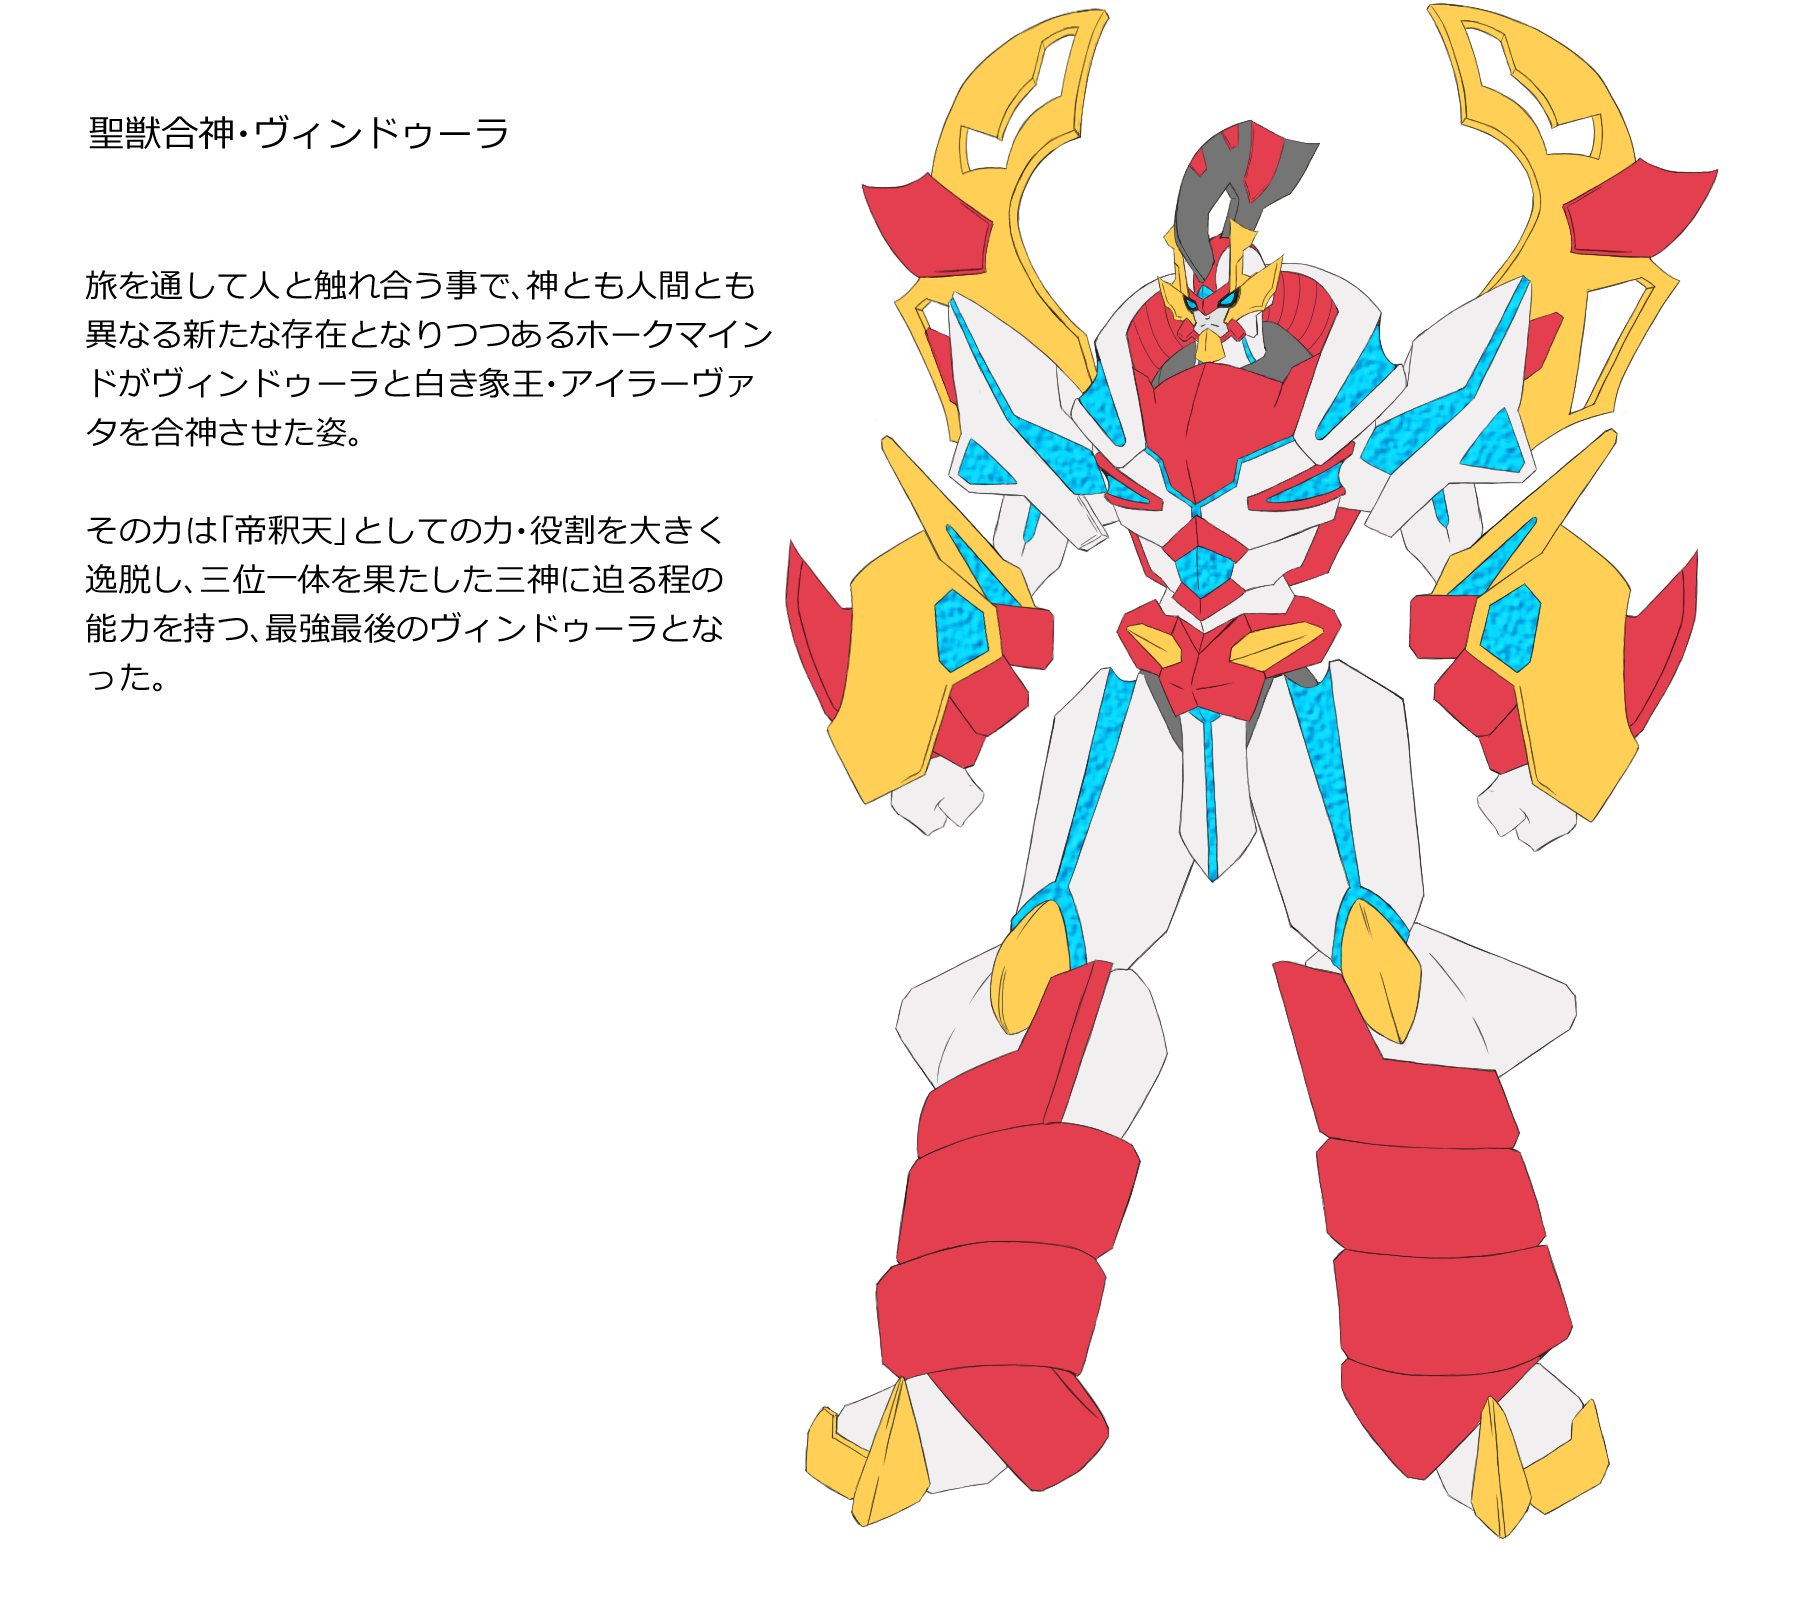 聖獣合神・ヴィンドゥーラ
旅を通して人と触れ合う事で、神とも人間とも
異なる新たな存在となりつつあるホークマイン
ドがヴィンドゥーラと白き象王・アイラーヴァ
タを合神させた姿。
その力は「帝釈天」としての力・役割を大きく
逸脱し、三位一体を果たした三神に迫る程の
能力を持つ、最強最後のヴィンドゥーラとな
った。